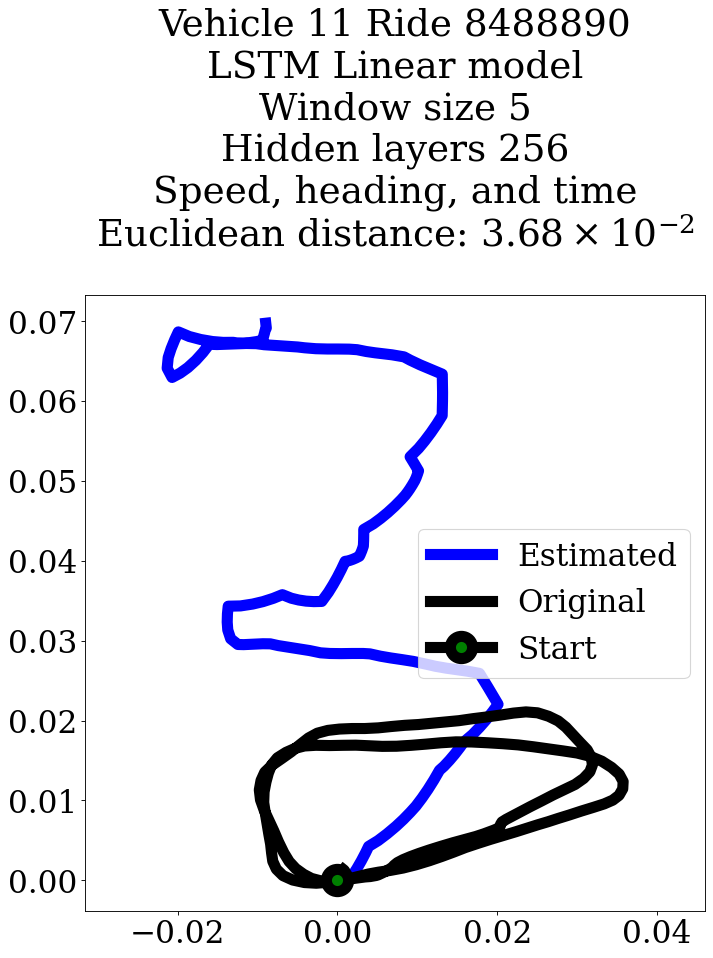 Vehicle 11 Ride 8488890
LSTM Linear model
Window size 5
Hidden layers 256
Speed, heading, and time
Euclidean distance: 3.68 × 10⁻²
0.07
0.06
0.05
0.04
0.03
0.02
0.01
0.00
Estimated
Original
Start
−0.02 0.00 0.02 0.04